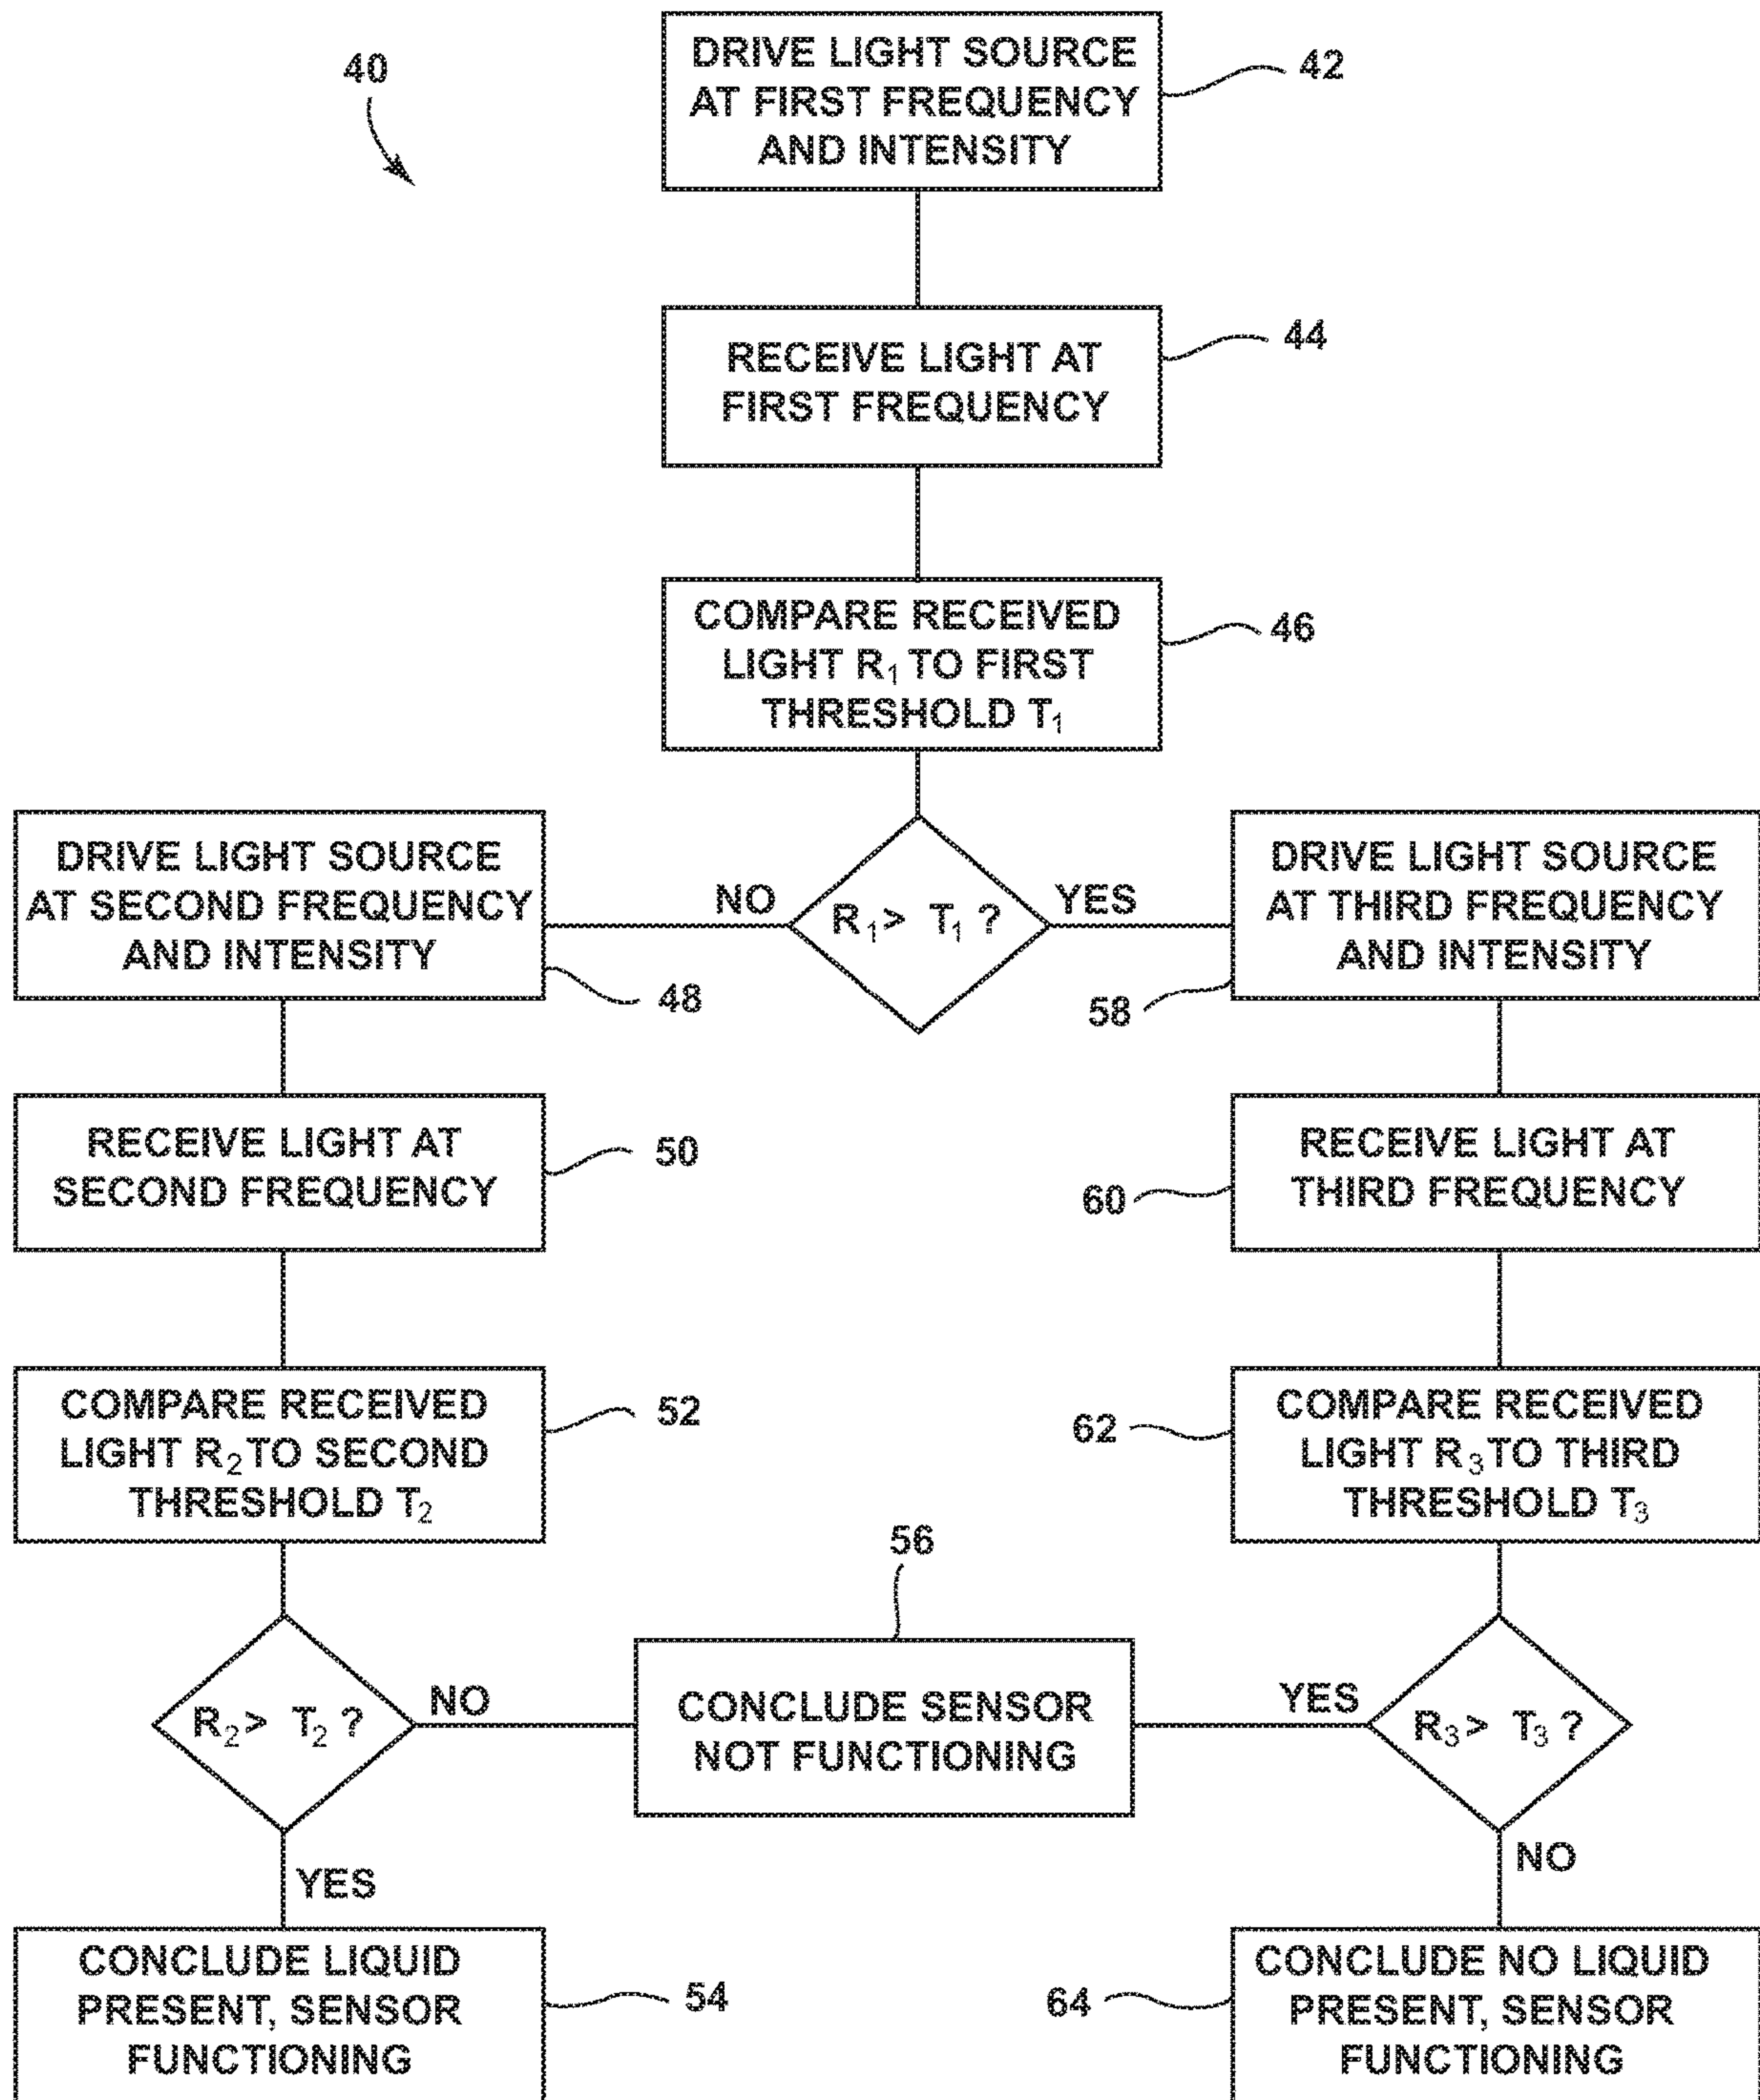 40
DRIVE LIGHT SOURCE
AT FIRST FREQUENCY
AND INTENSITY
42
RECEIVE LIGHT AT
FIRST FREQUENCY
44
COMPARE RECEIVED
LIGHT R₁ TO FIRST
THRESHOLD T₁
46
R₁ > T₁ ?
NO
YES
DRIVE LIGHT SOURCE
AT SECOND FREQUENCY
AND INTENSITY
48
DRIVE LIGHT SOURCE
AT THIRD FREQUENCY
AND INTENSITY
58
RECEIVE LIGHT AT
SECOND FREQUENCY
50
RECEIVE LIGHT AT
THIRD FREQUENCY
60
COMPARE RECEIVED
LIGHT R₂ TO SECOND
THRESHOLD T₂
52
COMPARE RECEIVED
LIGHT R₃ TO THIRD
THRESHOLD T₃
62
56
R₂ > T₂ ?
NO
CONCLUDE SENSOR
NOT FUNCTIONING
YES
R₃ > T₃ ?
YES
NO
CONCLUDE LIQUID
PRESENT, SENSOR
FUNCTIONING
54
CONCLUDE NO LIQUID
PRESENT, SENSOR
FUNCTIONING
64